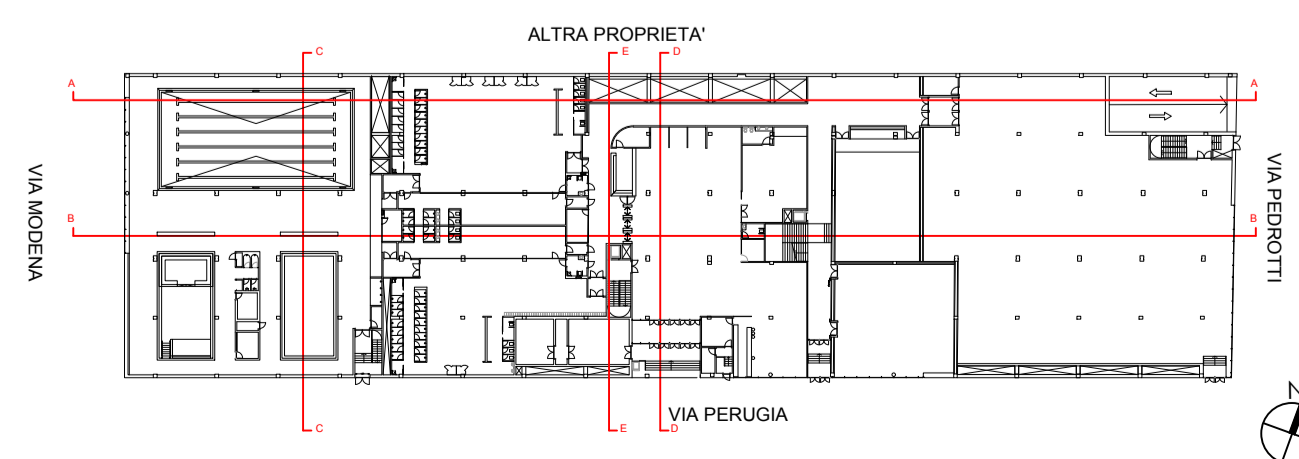 ALTRA PROPRIETA'
C
E
D
A
A
VIA MODENA
VIA PEDROTTI
B
B
N
VIA PERUGIA
C
E
D